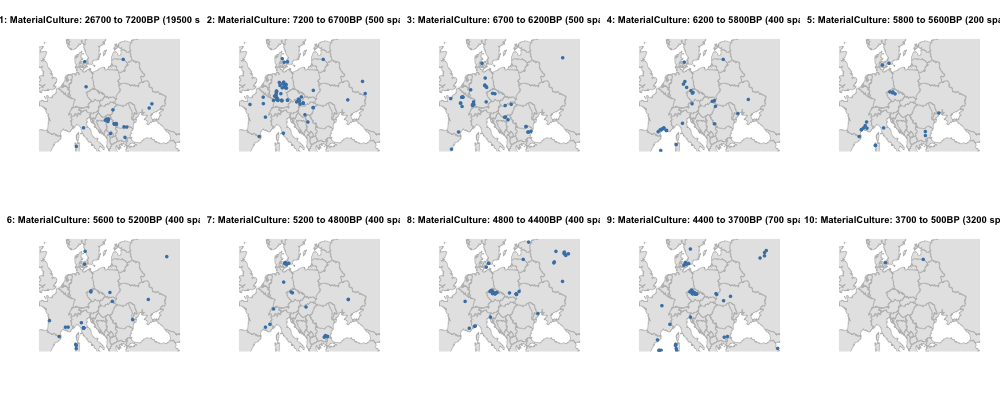 1: MaterialCulture: 26700 to 7200BP (19500 s
2: MaterialCulture: 7200 to 6700BP (500 spa
3: MaterialCulture: 6700 to 6200BP (500 spa
4: MaterialCulture: 6200 to 5800BP (400 spa
5: MaterialCulture: 5800 to 5600BP (200 spa
6: MaterialCulture: 5600 to 5200BP (400 spa
7: MaterialCulture: 5200 to 4800BP (400 spa
8: MaterialCulture: 4800 to 4400BP (400 spa
9: MaterialCulture: 4400 to 3700BP (700 spa
10: MaterialCulture: 3700 to 500BP (3200 sp